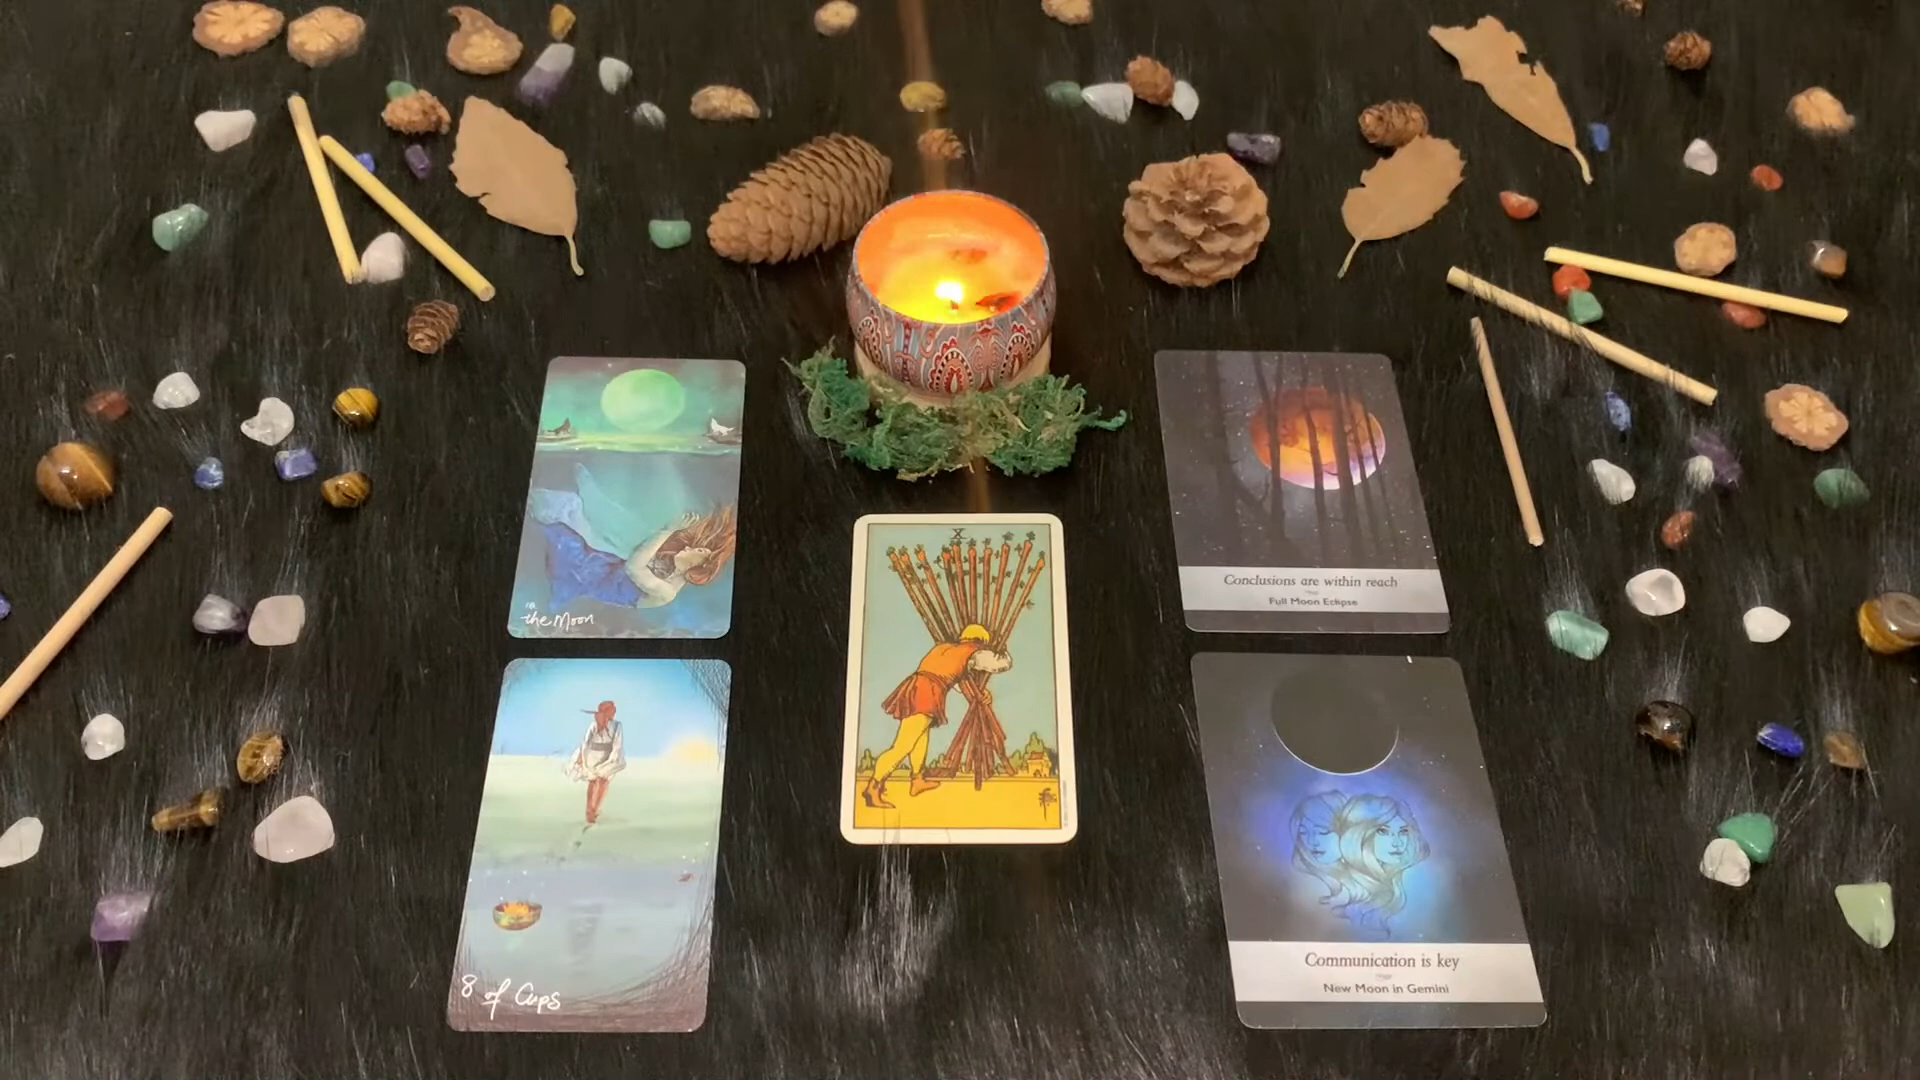 18
the Moon
8 of Cups
X
Conclusions are within reach
Full Moon Eclipse
Communication is key
New Moon in Gemini